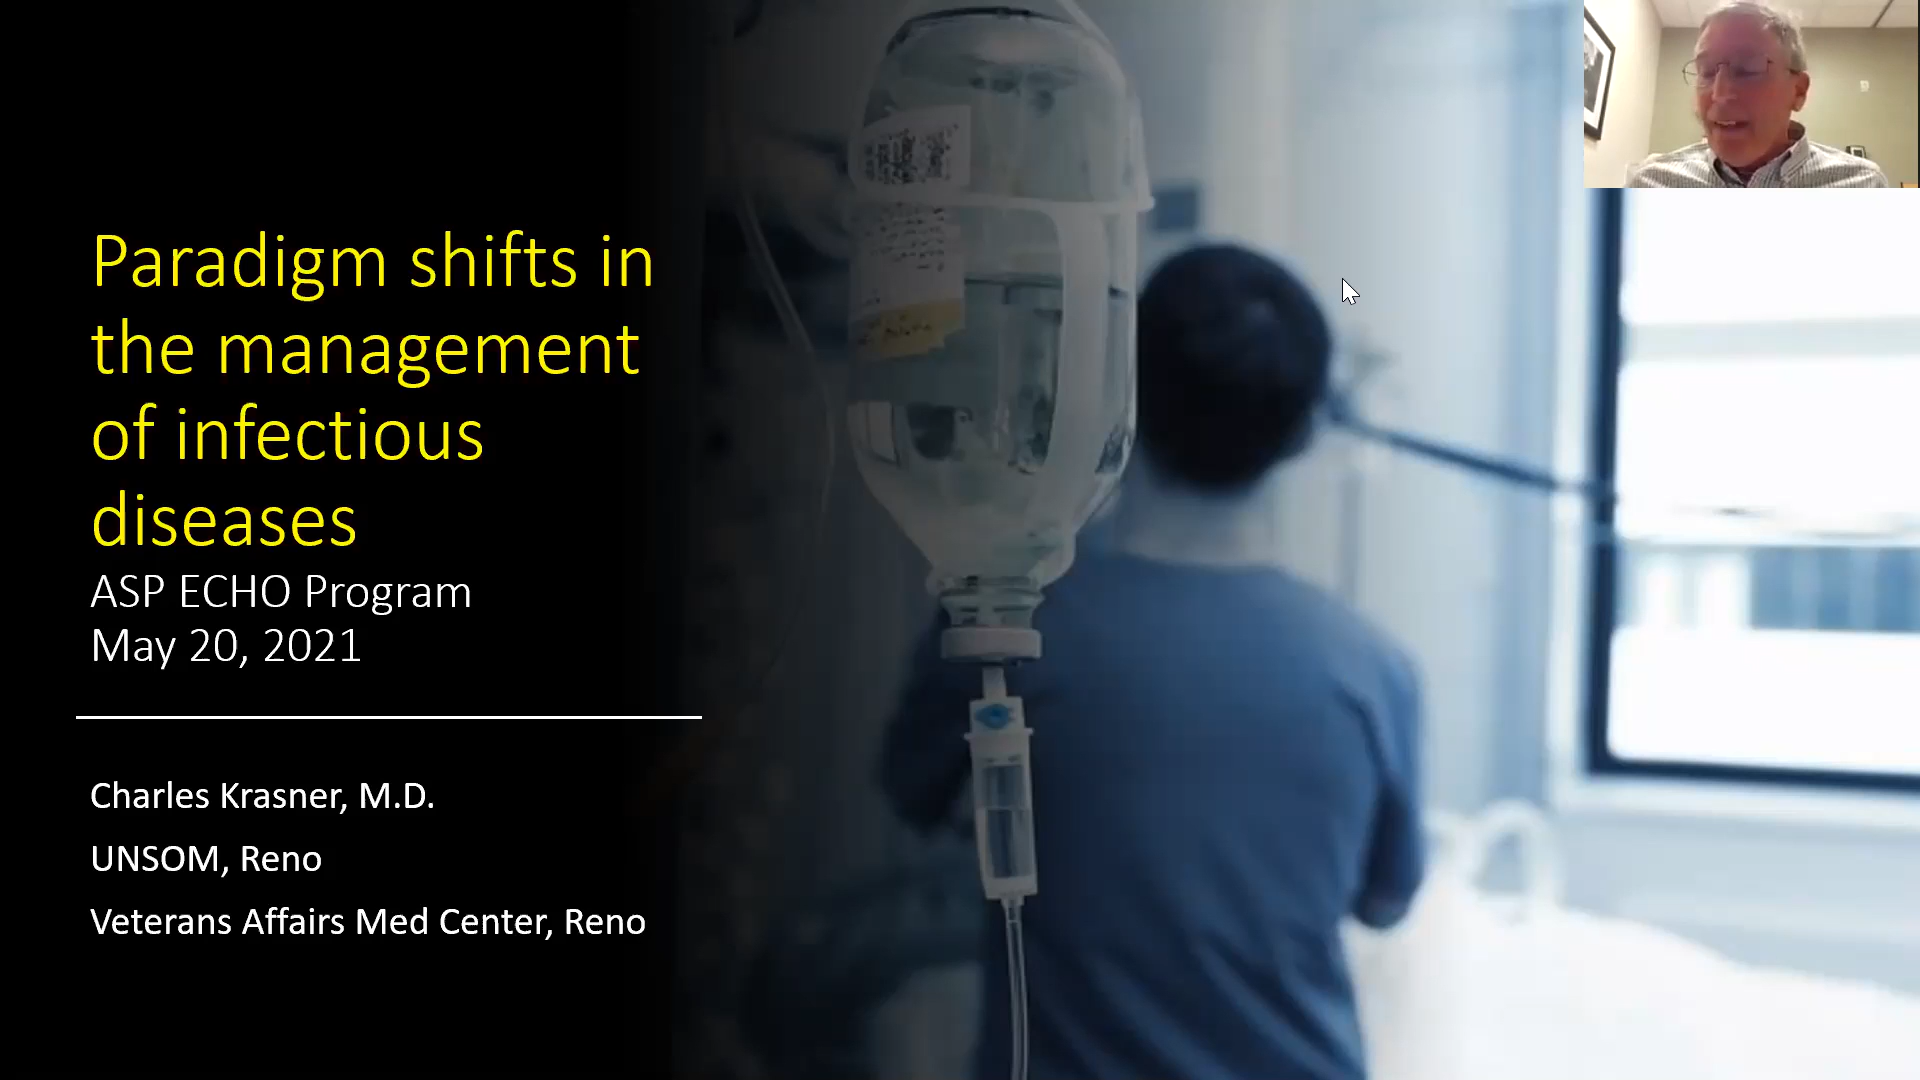 Paradigm shifts in
the management
of infectious
diseases
ASP ECHO Program
May 20, 2021
Charles Krasner, M.D.
UNSOM, Reno
Veterans Affairs Med Center, Reno